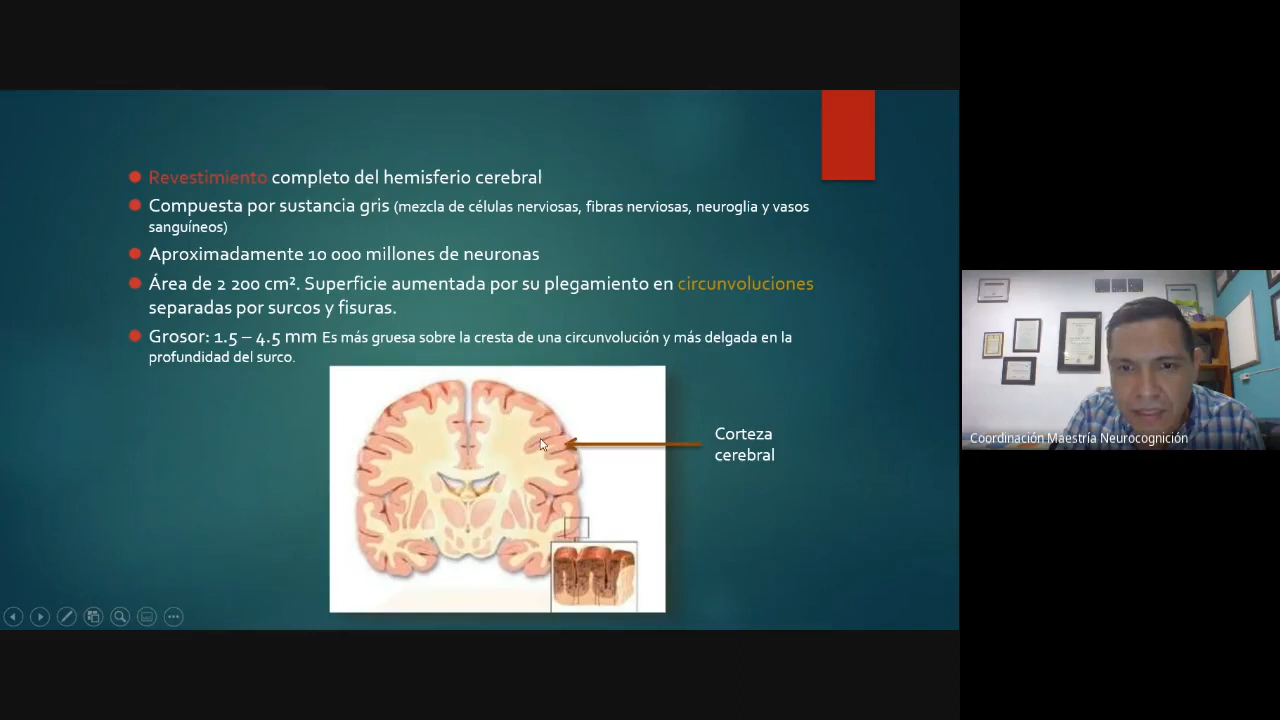 Revestimiento completo del hemisferio cerebral
Compuesta por sustancia gris (mezcla de células nerviosas, fibras nerviosas, neuroglia y vasos
sanguíneos)
Aproximadamente 10 000 millones de neuronas
Área de 2 200 cm². Superficie aumentada por su plegamiento en circunvoluciones
separadas por surcos y fisuras.
Grosor: 1.5 – 4.5 mm Es más gruesa sobre la cresta de una circunvolución y más delgada en la
profundidad del surco.
Corteza
cerebral
Coordinación Maestría Neurocognición